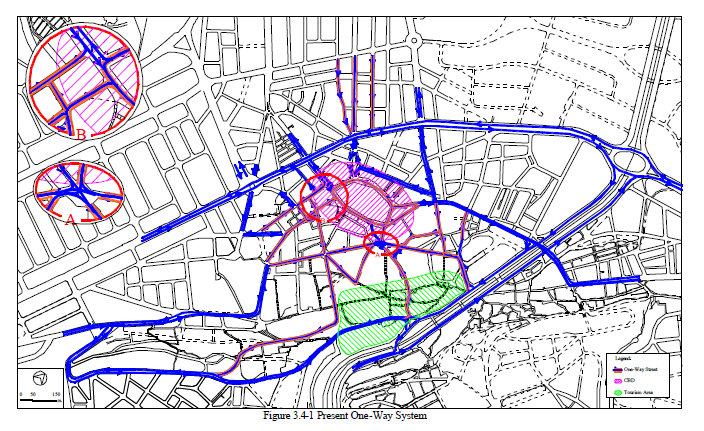 B
A
A
Legend:
One-Way Street
CBD
Tourism Area
0 50 150
Figure 3.4-1 Present One-Way System